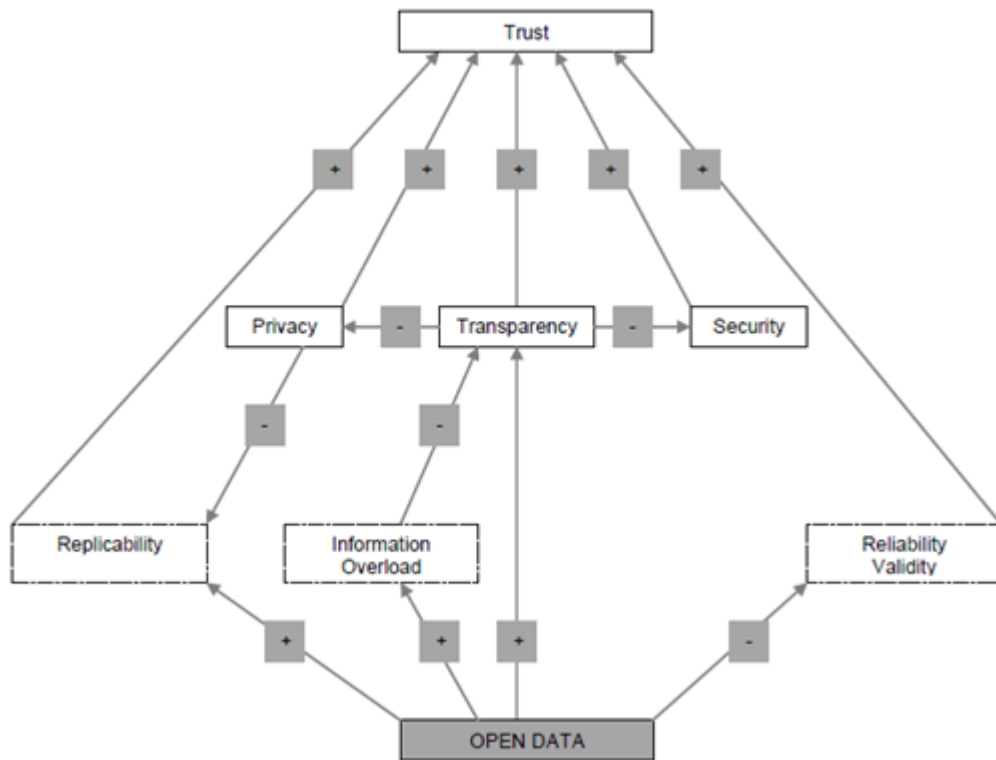 Trust
+ + + + +
Privacy - Transparency - Security
- -
Replicability Information Overload Reliability Validity
+ + + -
OPEN DATA